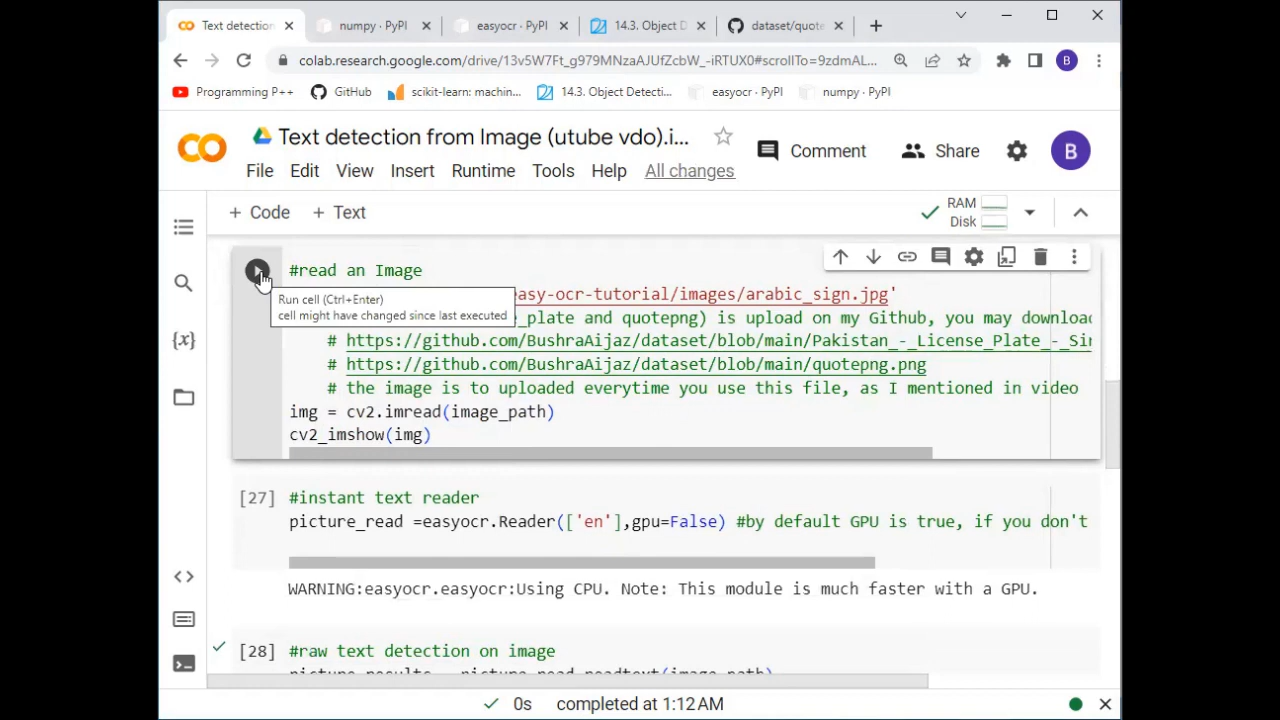 Text detection
numpy · PyPI
easyocr · PyPI
14.3. Object D
dataset/quote
colab.research.google.com/drive/13v5W7Ft_g979MNzaAJUfZcbW_-iRTUX0#scrollTo=9zdmAL...
B
Programming P++
GitHub
scikit-learn: machin...
14.3. Object Detecti...
easyocr · PyPI
numpy · PyPI
Text detection from Image (utube vdo).i...
Comment
Share
B
File Edit View Insert Runtime Tools Help All changes
+ Code + Text
RAM
Disk
#read an Image
easy-ocr-tutorial/images/arabic_sign.jpg'
Run cell (Ctrl+Enter)
cell might have changed since last executed
_plate and quotepng) is upload on my Github, you may download
# https://github.com/BushraAijaz/dataset/blob/main/Pakistan_-_License_Plate_-_Sin
# https://github.com/BushraAijaz/dataset/blob/main/quotepng.png
# the image is to uploaded everytime you use this file, as I mentioned in video
img = cv2.imread(image_path)
cv2_imshow(img)
[27] #instant text reader
picture_read =easyocr.Reader(['en'],gpu=False) #by default GPU is true, if you don't
WARNING:easyocr.easyocr:Using CPU. Note: This module is much faster with a GPU.
[28] #raw text detection on image
picture_results = picture_read.readtext(image_path)
0s completed at 1:12 AM